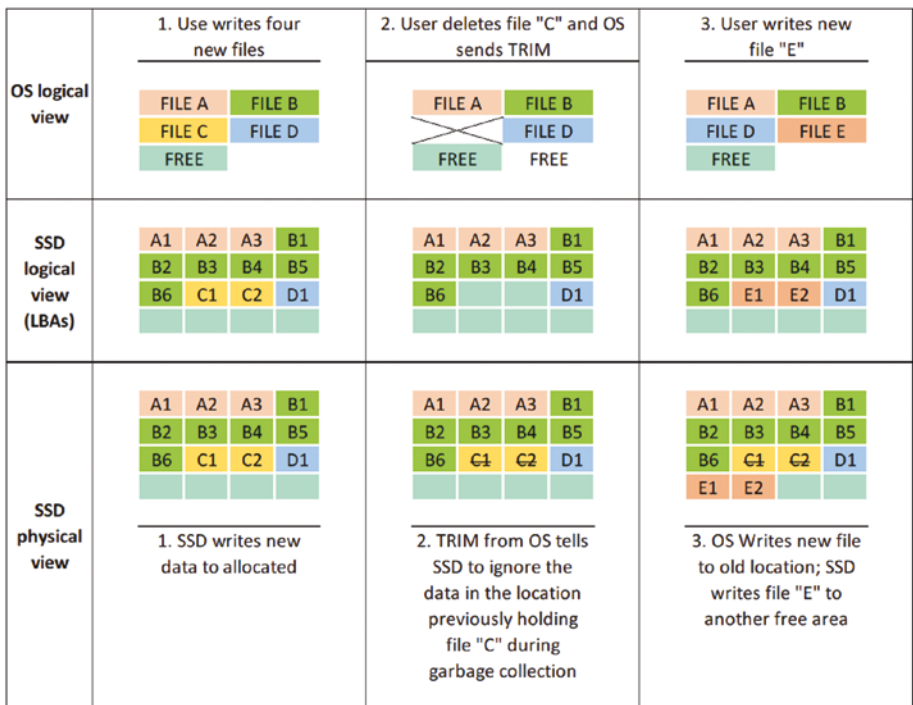 1. Use writes four
new files
2. User deletes file "C" and OS
sends TRIM
3. User writes new
file "E"
OS logical
view
FILE A FILE B
FILE C FILE D
FREE
FILE A FILE B
FILE D
FREE FREE
FILE A FILE B
FILE D FILE E
FREE
SSD
logical
view
(LBAs)
A1 A2 A3 B1
B2 B3 B4 B5
B6 C1 C2 D1
A1 A2 A3 B1
B2 B3 B4 B5
B6 D1
A1 A2 A3 B1
B2 B3 B4 B5
B6 E1 E2 D1
SSD
physical
view
A1 A2 A3 B1
B2 B3 B4 B5
B6 C1 C2 D1
1. SSD writes new
data to allocated
A1 A2 A3 B1
B2 B3 B4 B5
B6 C1 C2 D1
2. TRIM from OS tells
SSD to ignore the
data in the location
previously holding
file "C" during
garbage collection
A1 A2 A3 B1
B2 B3 B4 B5
B6 C1 C2 D1
E1 E2
3. OS Writes new file
to old location; SSD
writes file "E" to
another free area